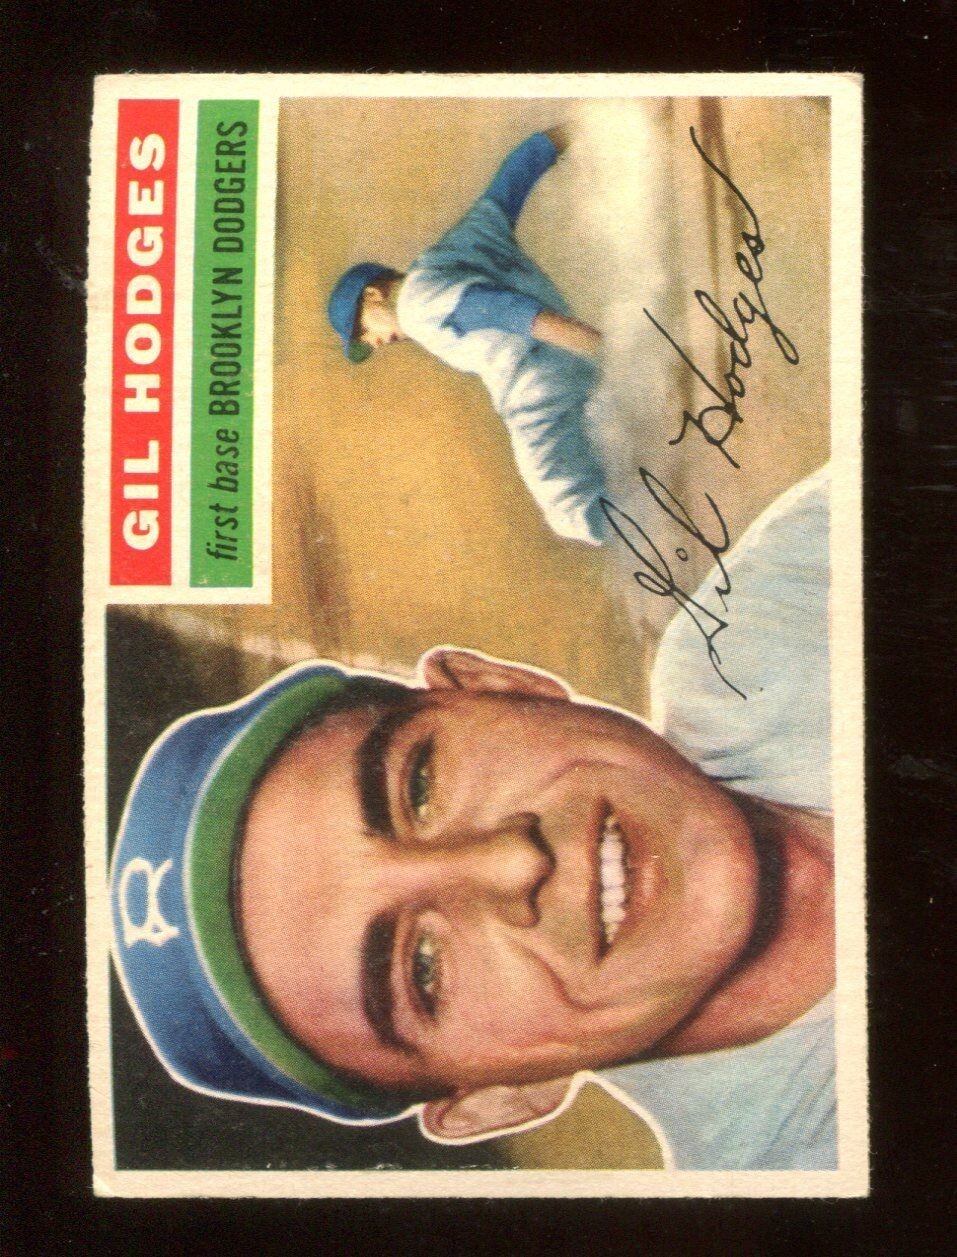 GIL HODGES
first base BROOKLYN DODGERS
B
Gil Hodges